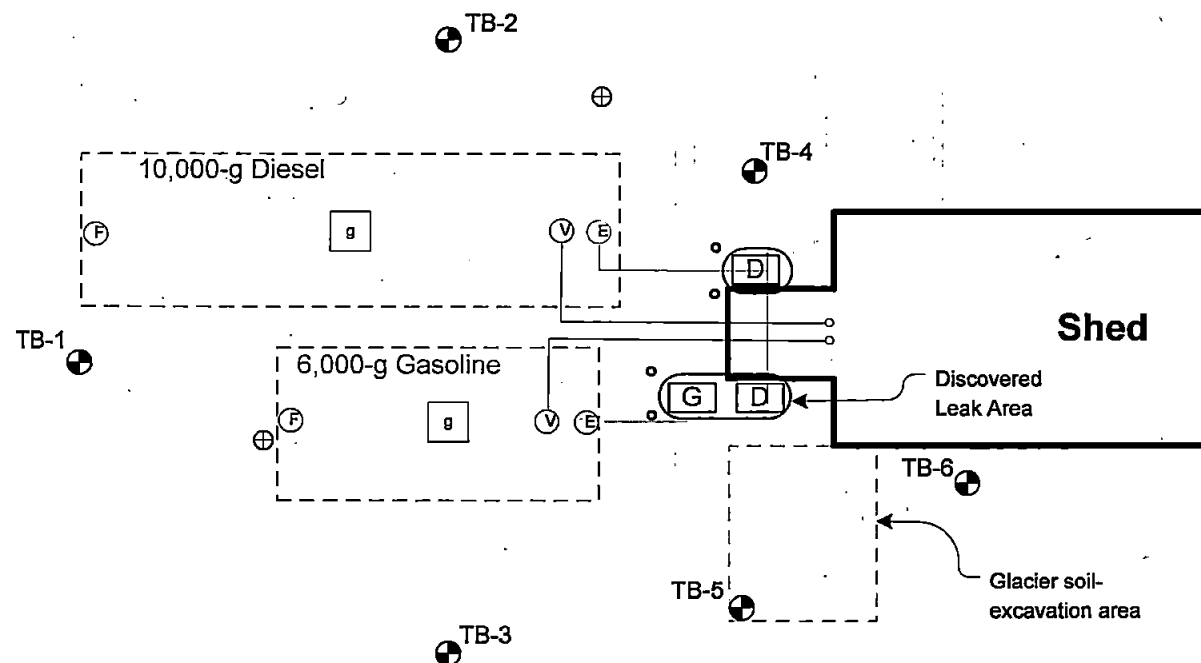 TB-2
TB-4
10,000-g Diesel
F
g
V
E
D
TB-1
Shed
6,000-g Gasoline
G
D
Discovered
Leak Area
F
g
V
E
TB-6
TB-5
Glacier soil-
excavation area
TB-3